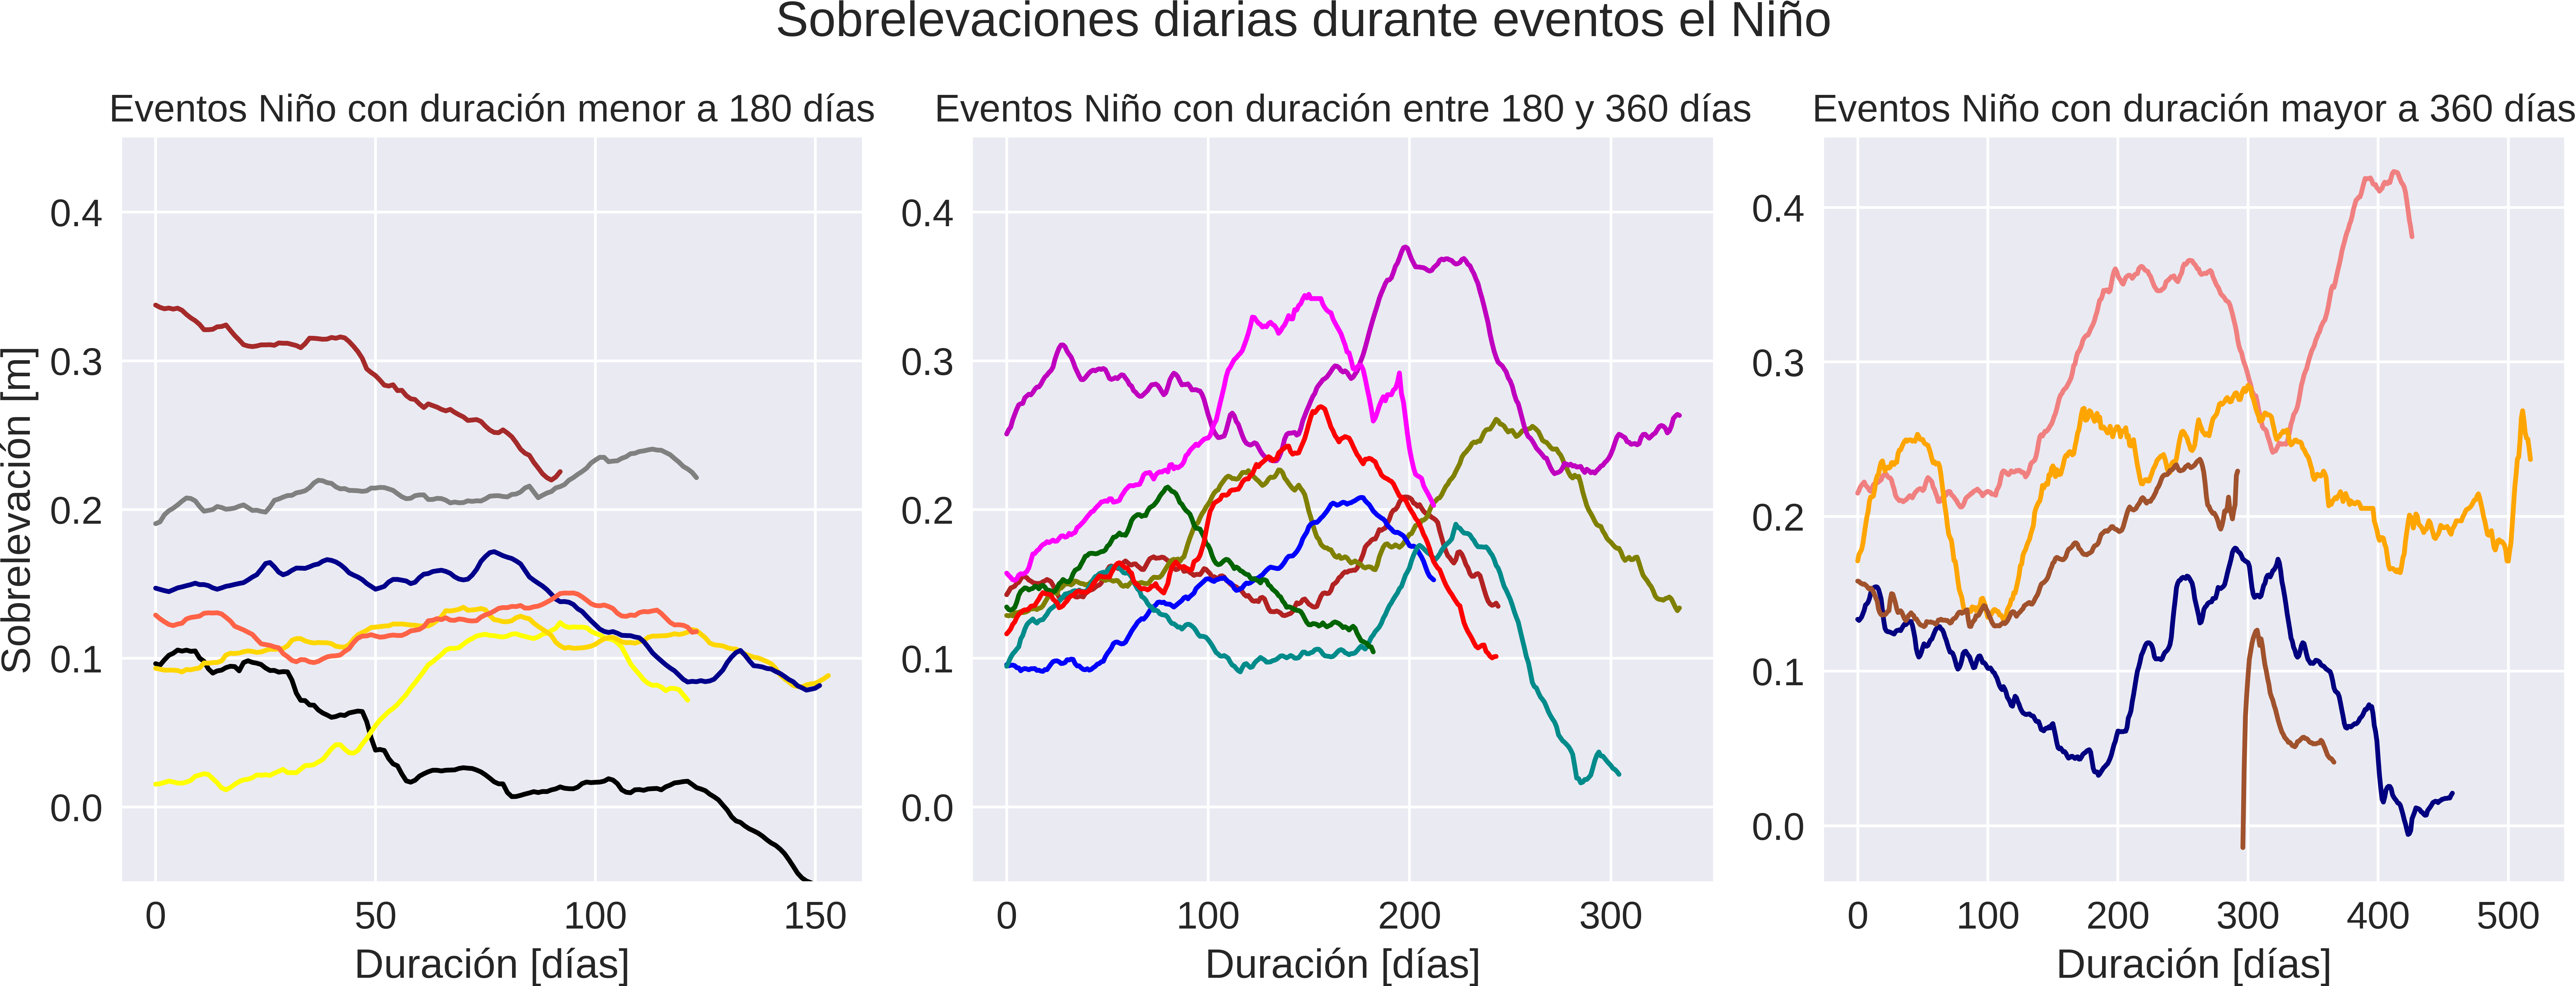 Sobrelevaciones diarias durante eventos el Niño
Eventos Niño con duración menor a 180 días
Eventos Niño con duración entre 180 y 360 días
Eventos Niño con duración mayor a 360 días
Sobrelevación [m]
0.4
0.3
0.2
0.1
0.0
0 50 100 150
Duración [días]
0.4
0.3
0.2
0.1
0.0
0 100 200 300
Duración [días]
0.4
0.3
0.2
0.1
0.0
0 100 200 300 400 500
Duración [días]